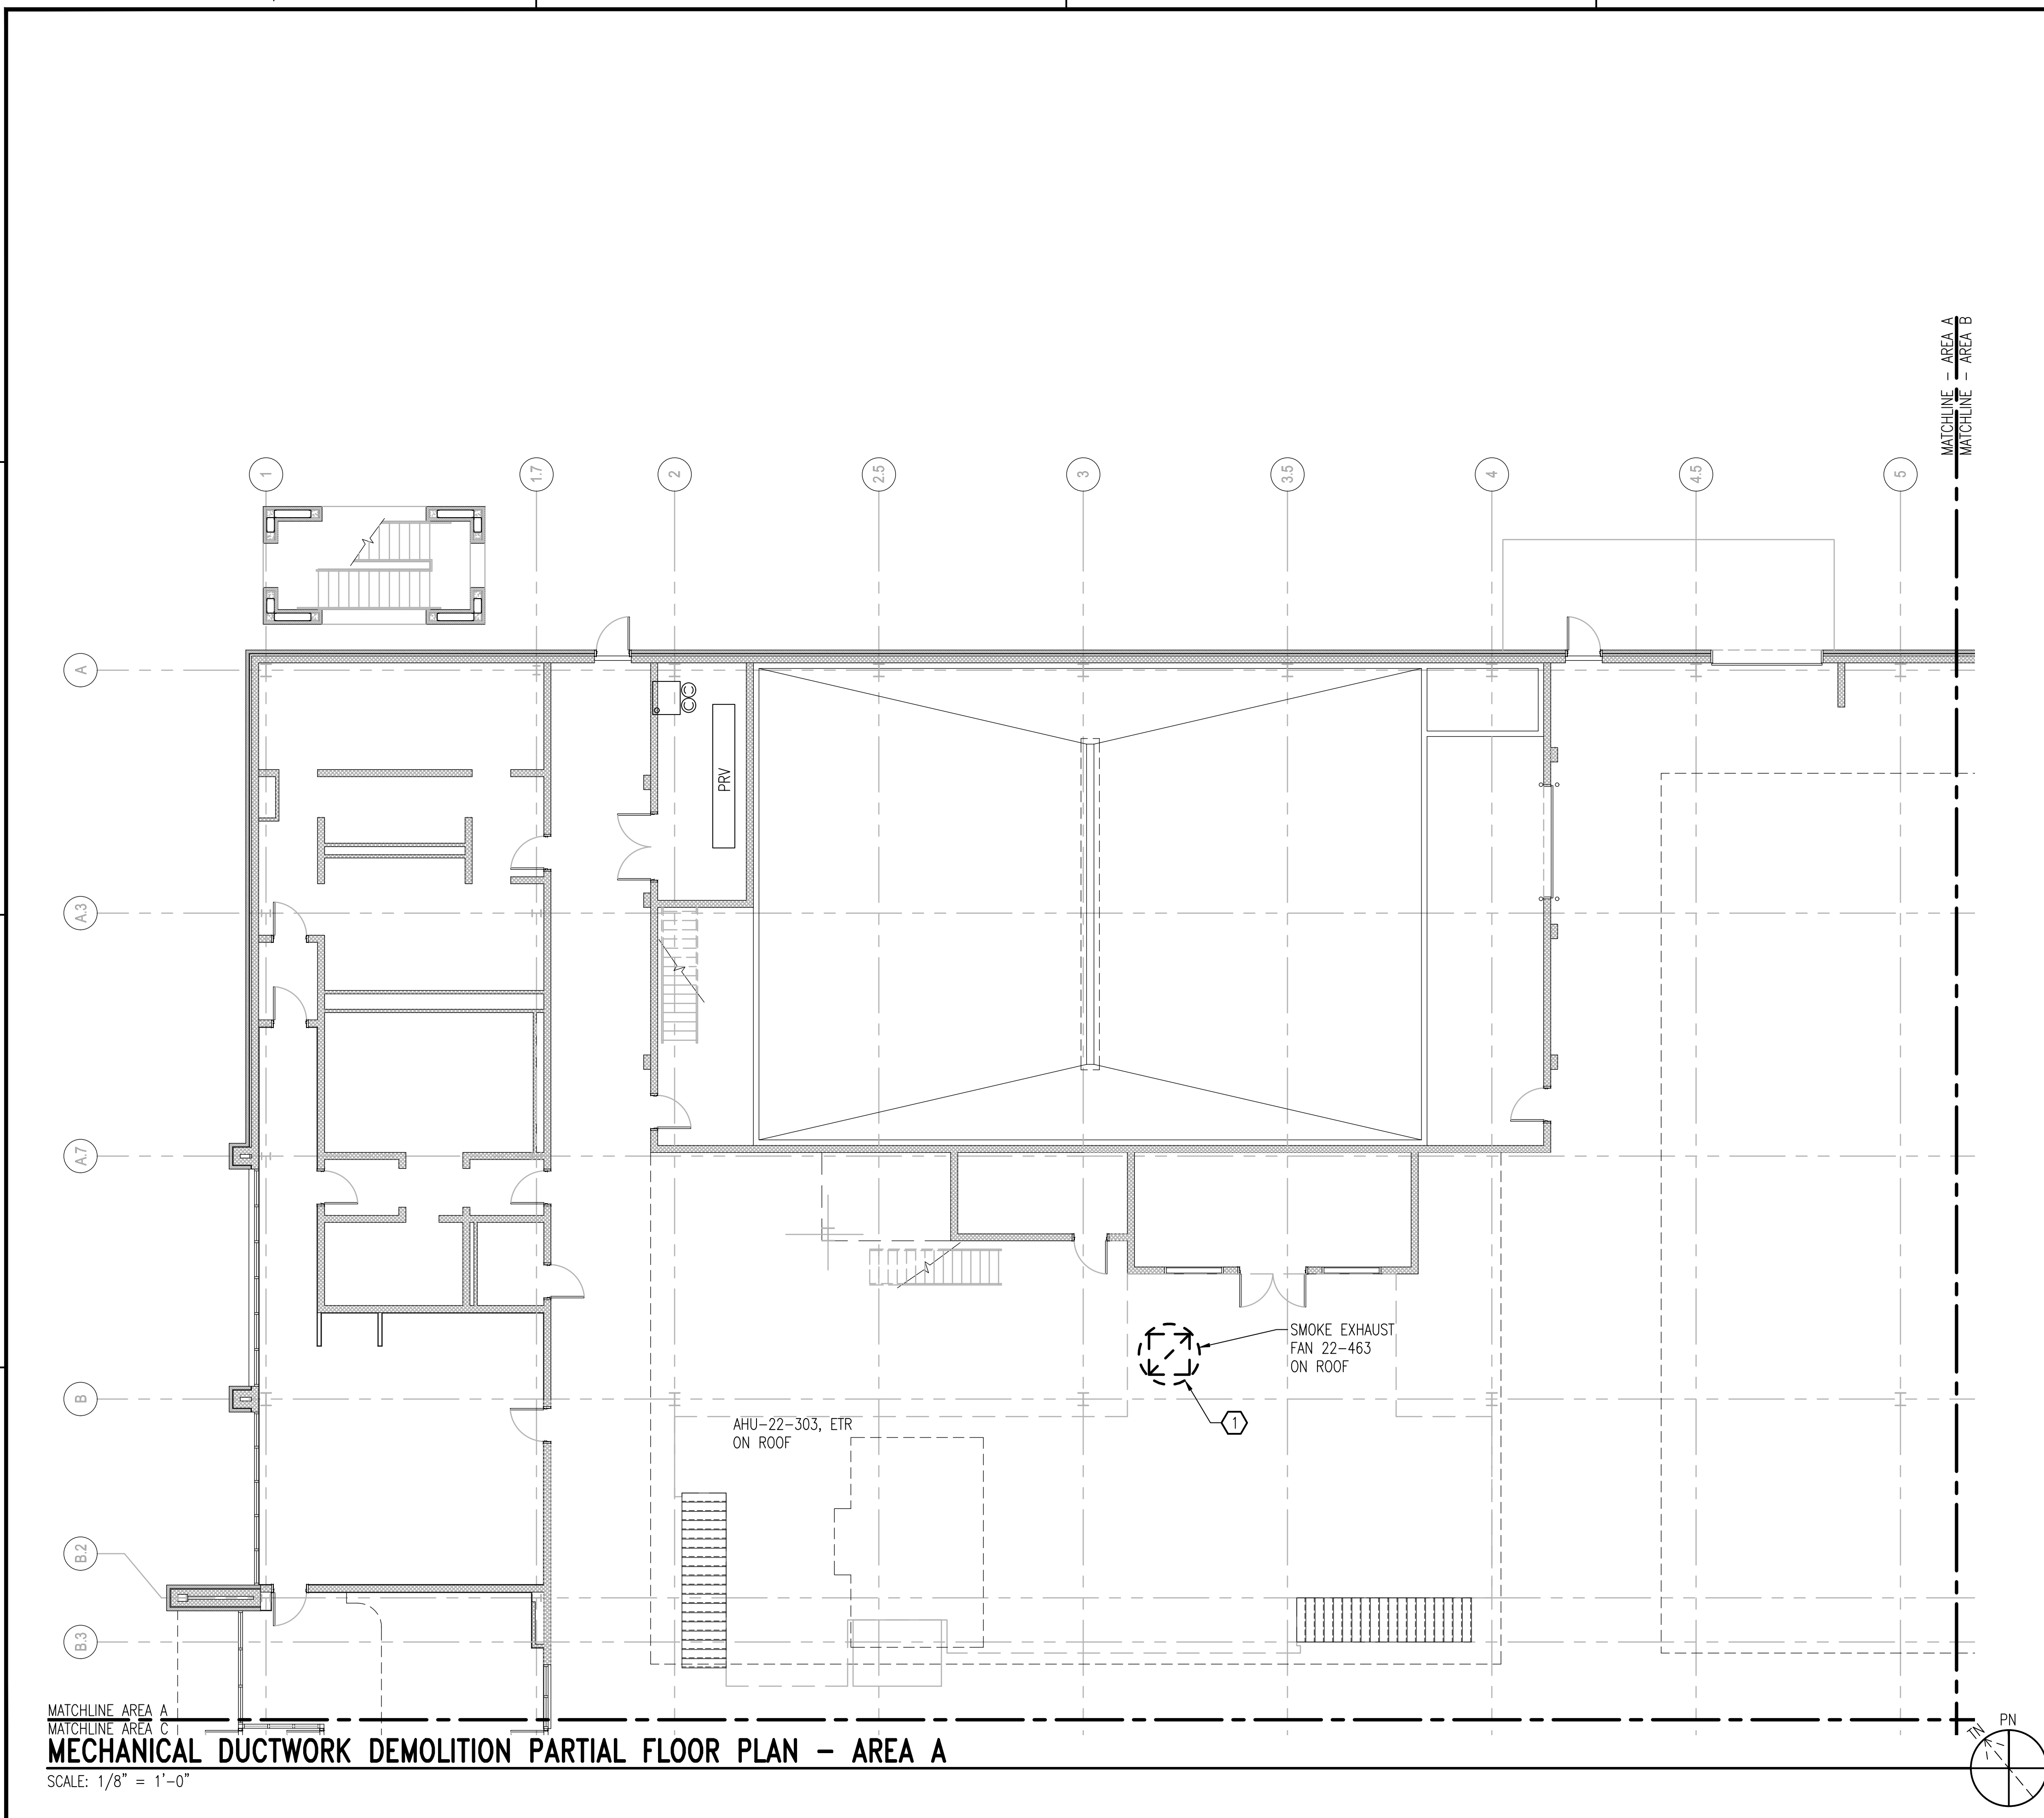 MATCHLINE - AREA A
MATCHLINE - AREA B
1
1.7
2
2.5
3
3.5
4
4.5
5
A
PRV
A.3
A.7
SMOKE EXHAUST
FAN 22-463
ON ROOF
B
1
AHU-22-303, ETR
ON ROOF
B.2
B.3
MATCHLINE AREA A
MATCHLINE AREA C
MECHANICAL DUCTWORK DEMOLITION PARTIAL FLOOR PLAN - AREA A
SCALE: 1/8" = 1'-0"
PN
TN